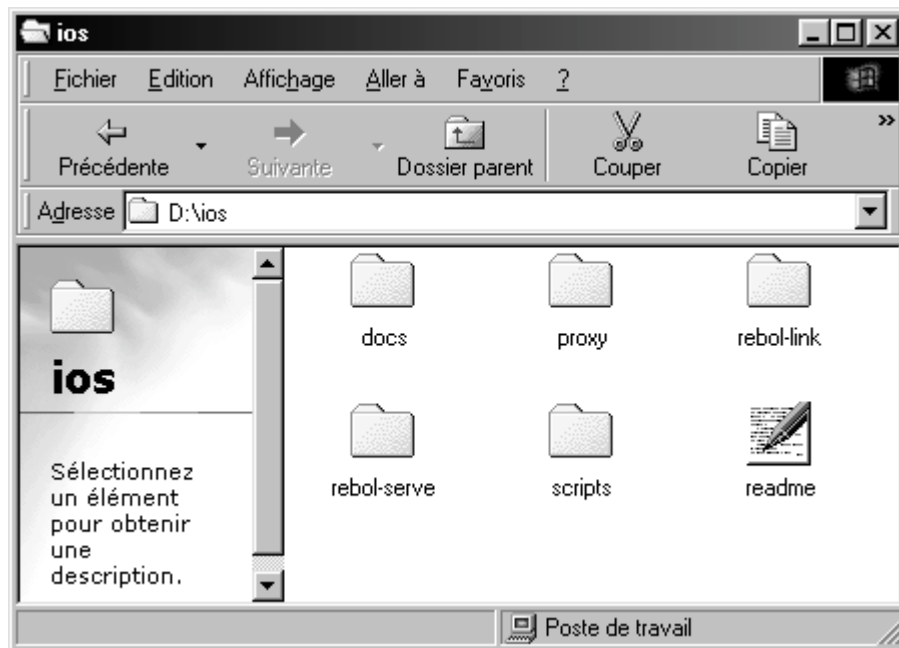 ios
Fichier Edition Affichage Aller à Favoris ?
Précédente Suivante Dossier parent Couper Copier »
Adresse D:\ios
docs proxy rebol-link
ios
rebol-serve scripts readme
Sélectionnez
un élément
pour obtenir
une
description.
Poste de travail